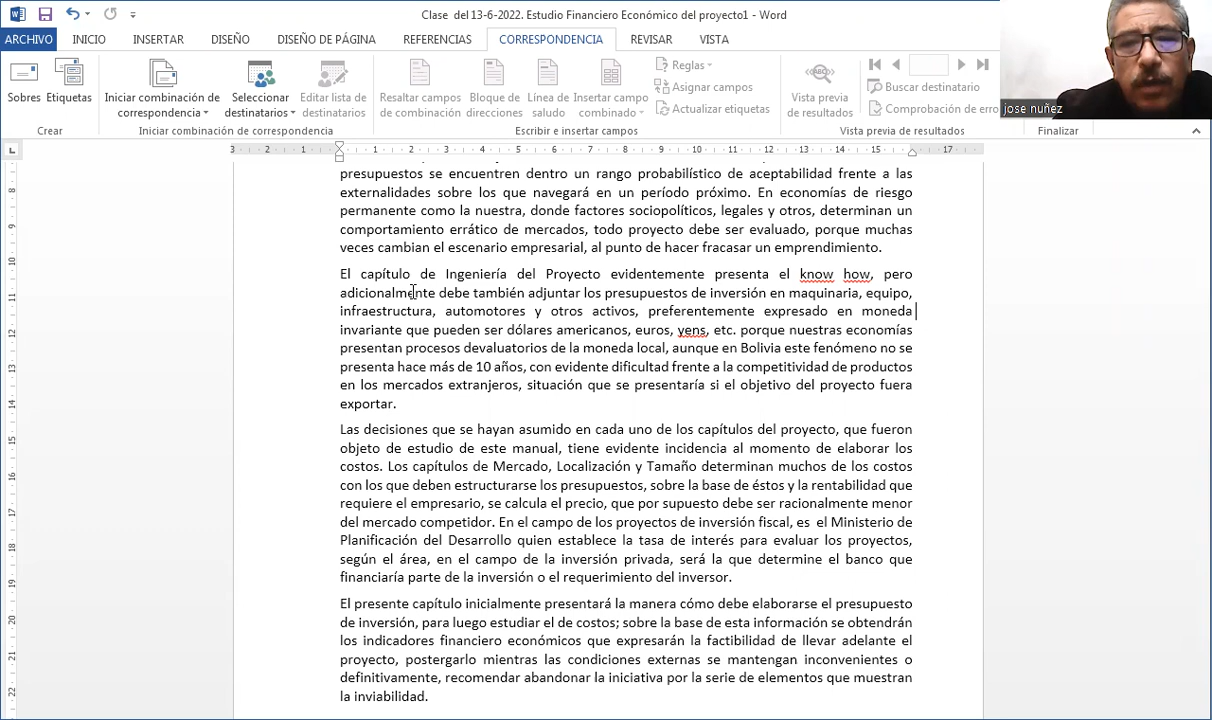 Clase  del 13-6-2022. Estudio Financiero Económico del proyecto1 - Word
ARCHIVO INICIO INSERTAR DISEÑO DISEÑO DE PÁGINA REFERENCIAS CORRESPONDENCIA REVISAR VISTA
Sobres Etiquetas
Iniciar combinación de correspondencia
Seleccionar destinatarios
Editar lista de destinatarios
Resaltar campos de combinación
Bloque de direcciones
Línea de saludo
Insertar campo combinado
Reglas
Asignar campos
Actualizar etiquetas
Vista previa de resultados
Buscar destinatario
Comprobación de erro
jose nuñez
Crear
Iniciar combinación de correspondencia
Escribir e insertar campos
Vista previa de resultados
Finalizar
3 2 1 1 2 3 4 5 6 7 8 9 10 11 12 13 14 15 17
presupuestos se encuentren dentro un rango probabilístico de aceptabilidad frente a las
externalidades sobre los que navegará en un período próximo. En economías de riesgo
permanente como la nuestra, donde factores sociopolíticos, legales y otros, determinan un
comportamiento errático de mercados, todo proyecto debe ser evaluado, porque muchas
veces cambian el escenario empresarial, al punto de hacer fracasar un emprendimiento.
El capítulo de Ingeniería del Proyecto evidentemente presenta el know how, pero
adicionalmente debe también adjuntar los presupuestos de inversión en maquinaria, equipo,
infraestructura, automotores y otros activos, preferentemente expresado en moneda
invariante que pueden ser dólares americanos, euros, yens, etc. porque nuestras economías
presentan procesos devaluatorios de la moneda local, aunque en Bolivia este fenómeno no se
presenta hace más de 10 años, con evidente dificultad frente a la competitividad de productos
en los mercados extranjeros, situación que se presentaría si el objetivo del proyecto fuera
exportar.
Las decisiones que se hayan asumido en cada uno de los capítulos del proyecto, que fueron
objeto de estudio de este manual, tiene evidente incidencia al momento de elaborar los
costos. Los capítulos de Mercado, Localización y Tamaño determinan muchos de los costos
con los que deben estructurarse los presupuestos, sobre la base de éstos y la rentabilidad que
requiere el empresario, se calcula el precio, que por supuesto debe ser racionalmente menor
del mercado competidor. En el campo de los proyectos de inversión fiscal, es  el Ministerio de
Planificación del Desarrollo quien establece la tasa de interés para evaluar los proyectos,
según el área, en el campo de la inversión privada, será la que determine el banco que
financiaría parte de la inversión o el requerimiento del inversor.
El presente capítulo inicialmente presentará la manera cómo debe elaborarse el presupuesto
de inversión, para luego estudiar el de costos; sobre la base de esta información se obtendrán
los indicadores financiero económicos que expresarán la factibilidad de llevar adelante el
proyecto, postergarlo mientras las condiciones externas se mantengan inconvenientes o
definitivamente, recomendar abandonar la iniciativa por la serie de elementos que muestran
la inviabilidad.